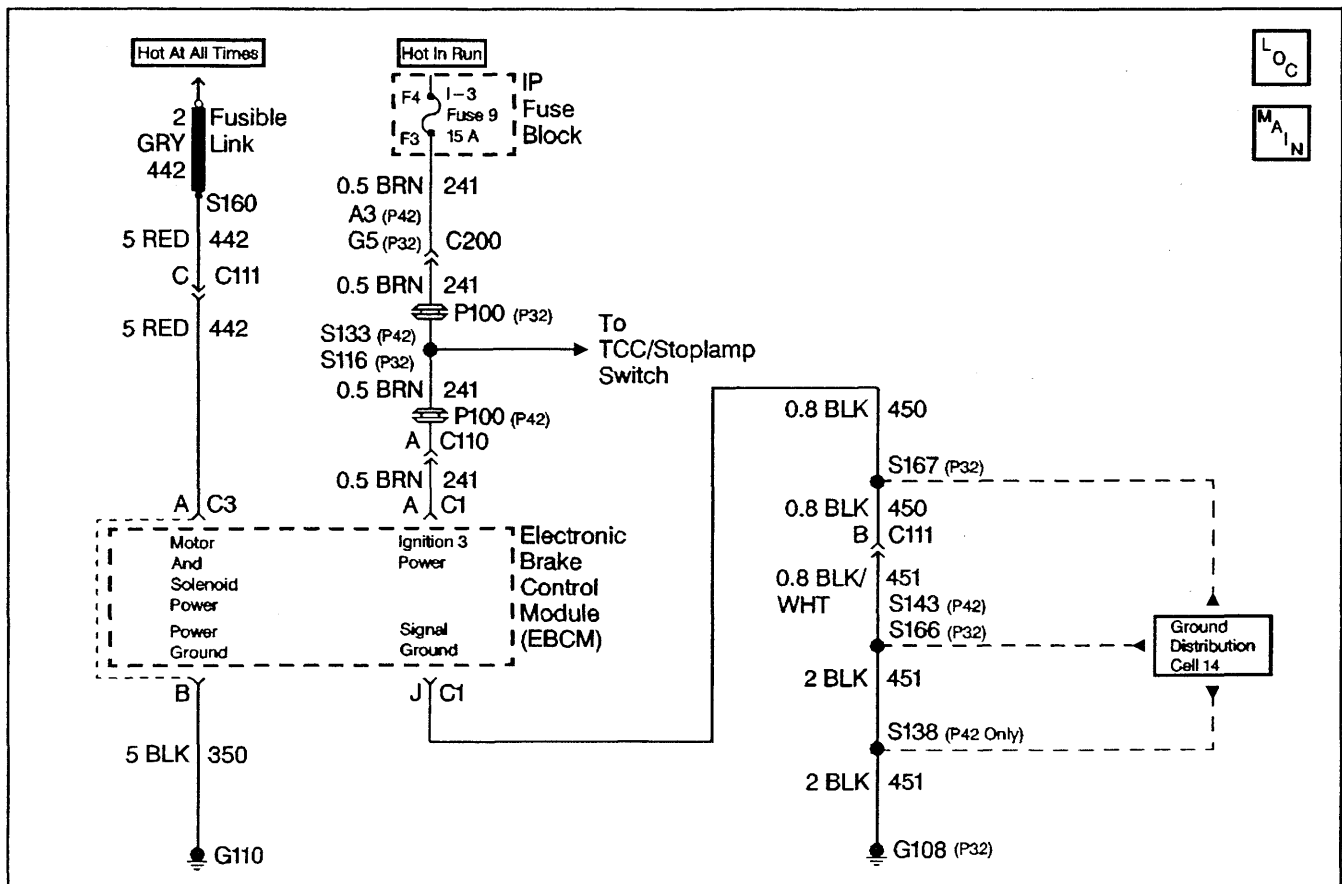 Hot At All Times
Hot In Run
L O C
M A I N
2 Fusible
GRY Link
442
S160
5 RED 442
C C111
5 RED 442
A C3
IP
Fuse
Block
F4 I-3
Fuse 9
F3 15 A
0.5 BRN 241
A3 (P42)
G5 (P32) C200
0.5 BRN 241
P100 (P32)
S133 (P42)
S116 (P32)
To
TCC/Stoplamp
Switch
0.5 BRN 241
P100 (P42)
A C110
0.5 BRN 241
A C1
Motor
And
Solenoid
Power
Ignition 3
Power
Power
Ground
Signal
Ground
Electronic
Brake
Control
Module
(EBCM)
B
J C1
5 BLK 350
G110
0.8 BLK 450
S167 (P32)
0.8 BLK 450
B C111
0.8 BLK/ 451
WHT
S143 (P42)
S166 (P32)
2 BLK 451
S138 (P42 Only)
2 BLK 451
G108 (P32)
Ground
Distribution
Cell 14